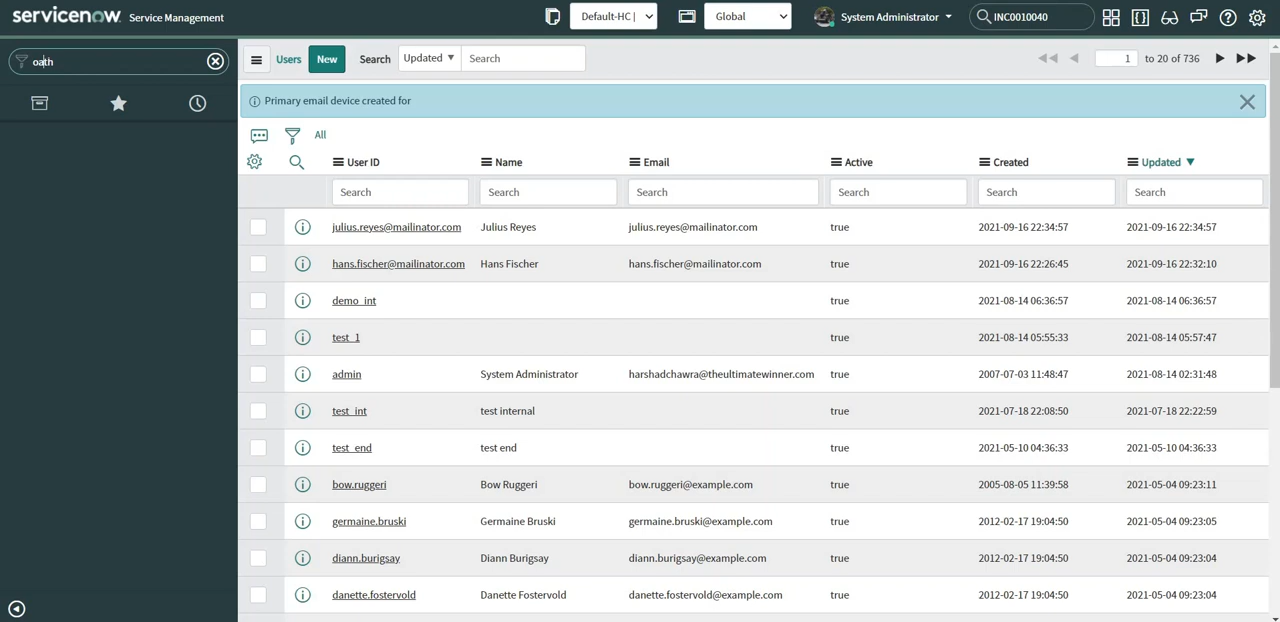 servicenow Service Management
Default-HC |
Global
System Administrator
INC0010040
oath
Users New Search Updated ▼ Search
1 to 20 of 736
Primary email device created for
All
User ID Name Email Active Created Updated ▼
Search Search Search Search Search Search
julius.reyes@mailinator.com Julius Reyes julius.reyes@mailinator.com true 2021-09-16 22:34:57 2021-09-16 22:34:57
hans.fischer@mailinator.com Hans Fischer hans.fischer@mailinator.com true 2021-09-16 22:26:45 2021-09-16 22:32:10
demo_int true 2021-08-14 06:36:57 2021-08-14 06:36:57
test_1 true 2021-08-14 05:55:33 2021-08-14 05:57:47
admin System Administrator harshadchawra@theultimatewinner.com true 2007-07-03 11:48:47 2021-08-14 02:31:48
test_int test internal true 2021-07-18 22:08:50 2021-07-18 22:22:59
test_end test end true 2021-05-10 04:36:33 2021-05-10 04:36:33
bow.ruggeri Bow Ruggeri bow.ruggeri@example.com true 2005-08-05 11:39:58 2021-05-04 09:23:11
germaine.bruski Germaine Bruski germaine.bruski@example.com true 2012-02-17 19:04:50 2021-05-04 09:23:05
diann.burigsay Diann Burigsay diann.burigsay@example.com true 2012-02-17 19:04:50 2021-05-04 09:23:04
danette.fostervold Danette Fostervold danette.fostervold@example.com true 2012-02-17 19:04:50 2021-05-04 09:23:04